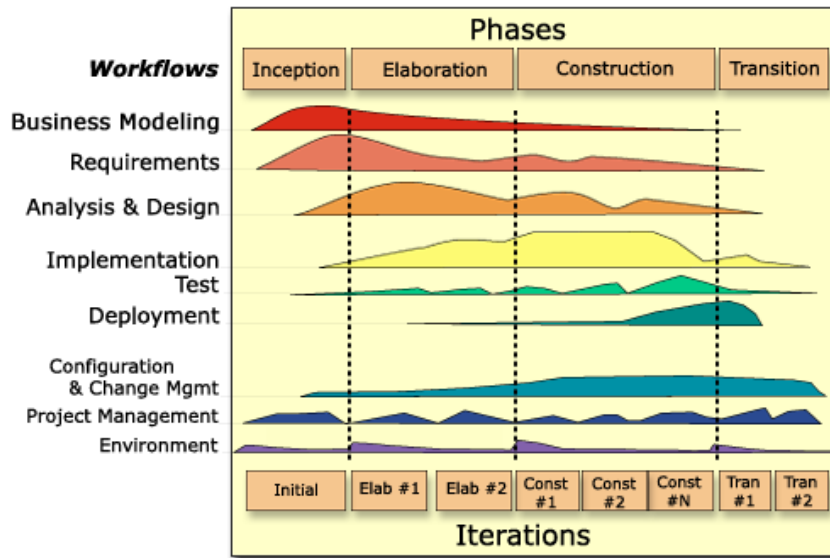 Phases
Workflows
Inception
Elaboration
Construction
Transition
Business Modeling
Requirements
Analysis & Design
Implementation
Test
Deployment
Configuration
& Change Mgmt
Project Management
Environment
Initial
Elab #1
Elab #2
Const
#1
Const
#2
Const
#N
Tran
#1
Tran
#2
Iterations